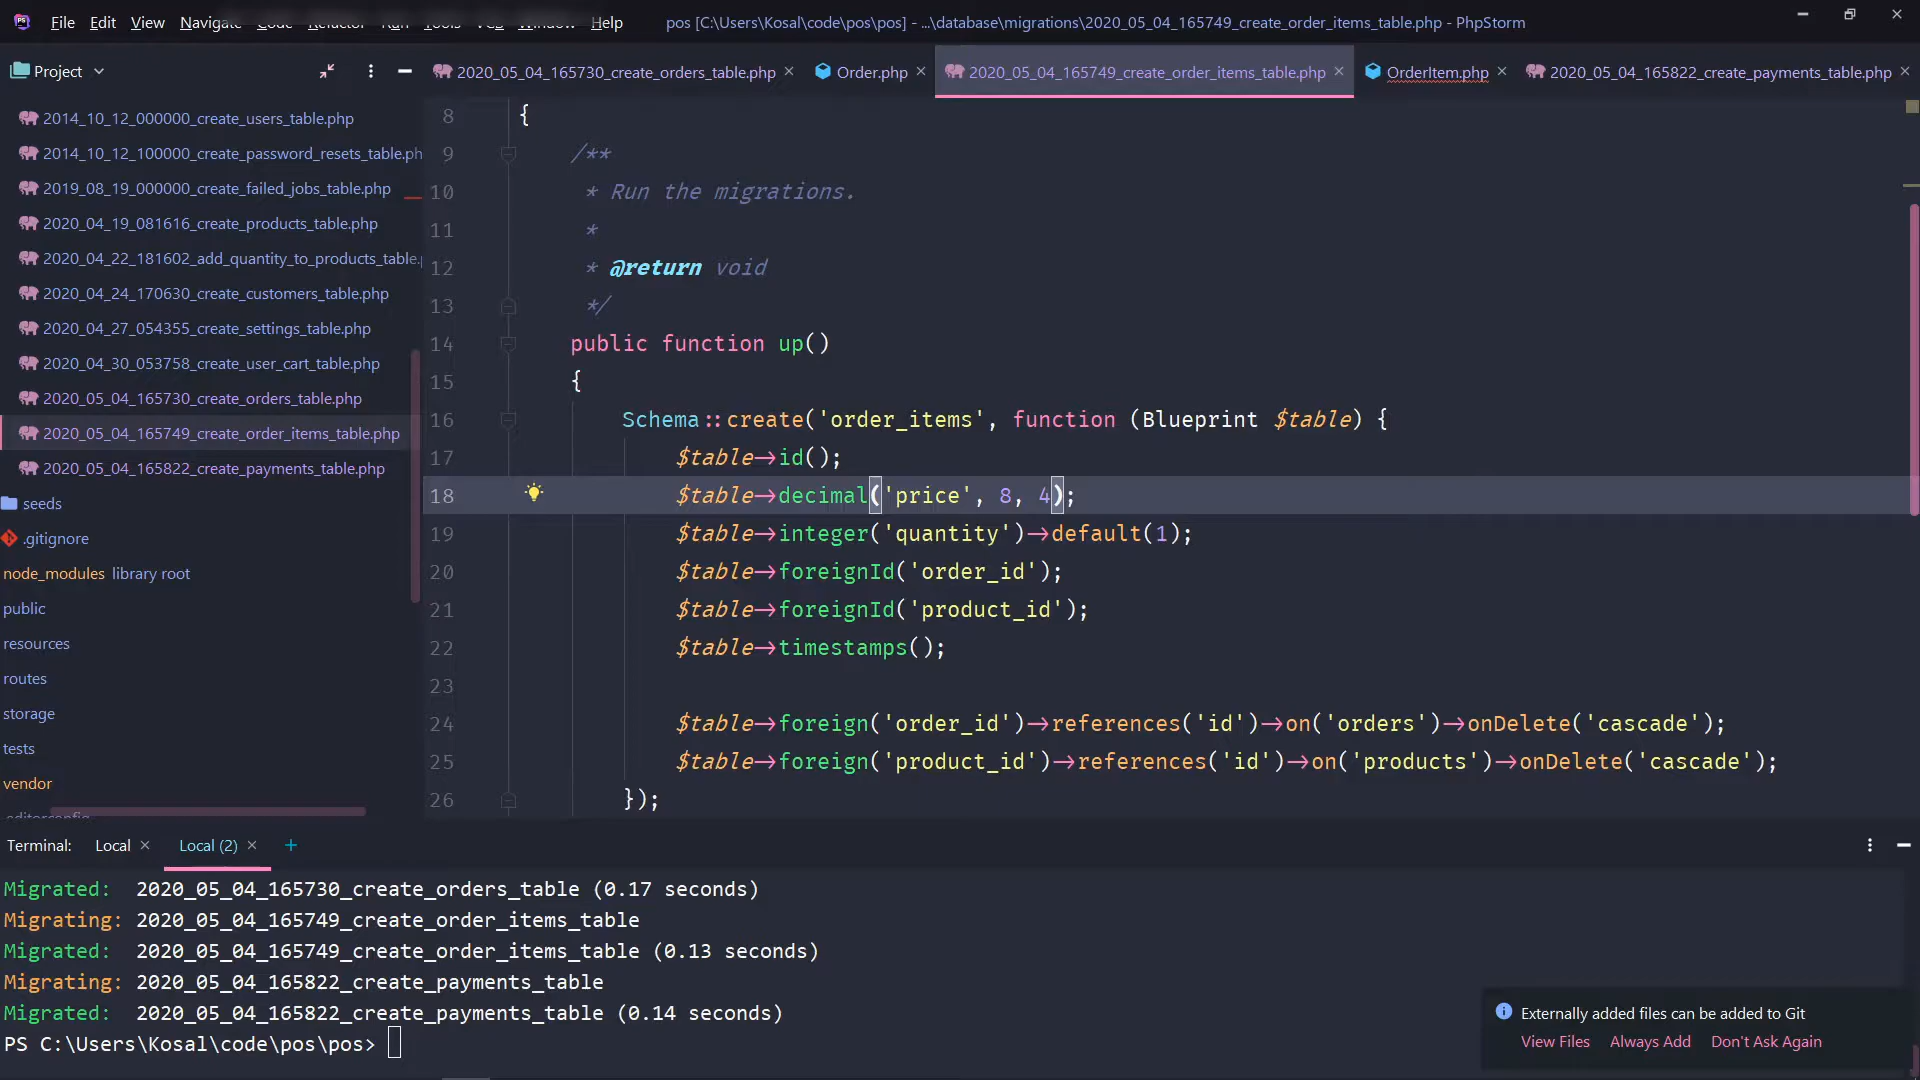 PS File Edit View Navigate Code Refactor Run Tools VCS Window Help pos [C:\Users\Kosal\code\pos\pos] - ...\database\migrations\2020_05_04_165749_create_order_items_table.php - PhpStorm
Project
2020_05_04_165730_create_orders_table.php Order.php 2020_05_04_165749_create_order_items_table.php OrderItem.php 2020_05_04_165822_create_payments_table.php
2014_10_12_000000_create_users_table.php
2014_10_12_100000_create_password_resets_table.ph
2019_08_19_000000_create_failed_jobs_table.php
2020_04_19_081616_create_products_table.php
2020_04_22_181602_add_quantity_to_products_table.
2020_04_24_170630_create_customers_table.php
2020_04_27_054355_create_settings_table.php
2020_04_30_053758_create_user_cart_table.php
2020_05_04_165730_create_orders_table.php
2020_05_04_165749_create_order_items_table.php
2020_05_04_165822_create_payments_table.php
seeds
.gitignore
node_modules library root
public
resources
routes
storage
tests
vendor
.editorconfig
8 {
9 /**
10 * Run the migrations.
11 *
12 * @return void
13 */
14 public function up()
15 {
16 Schema::create('order_items', function (Blueprint $table) {
17 $table->id();
18 $table->decimal('price', 8, 4);
19 $table->integer('quantity')->default(1);
20 $table->foreignId('order_id');
21 $table->foreignId('product_id');
22 $table->timestamps();
23
24 $table->foreign('order_id')->references('id')->on('orders')->onDelete('cascade');
25 $table->foreign('product_id')->references('id')->on('products')->onDelete('cascade');
26 });
Terminal: Local Local (2) +
Migrated: 2020_05_04_165730_create_orders_table (0.17 seconds)
Migrating: 2020_05_04_165749_create_order_items_table
Migrated: 2020_05_04_165749_create_order_items_table (0.13 seconds)
Migrating: 2020_05_04_165822_create_payments_table
Migrated: 2020_05_04_165822_create_payments_table (0.14 seconds)
PS C:\Users\Kosal\code\pos\pos>
Externally added files can be added to Git
View Files Always Add Don't Ask Again